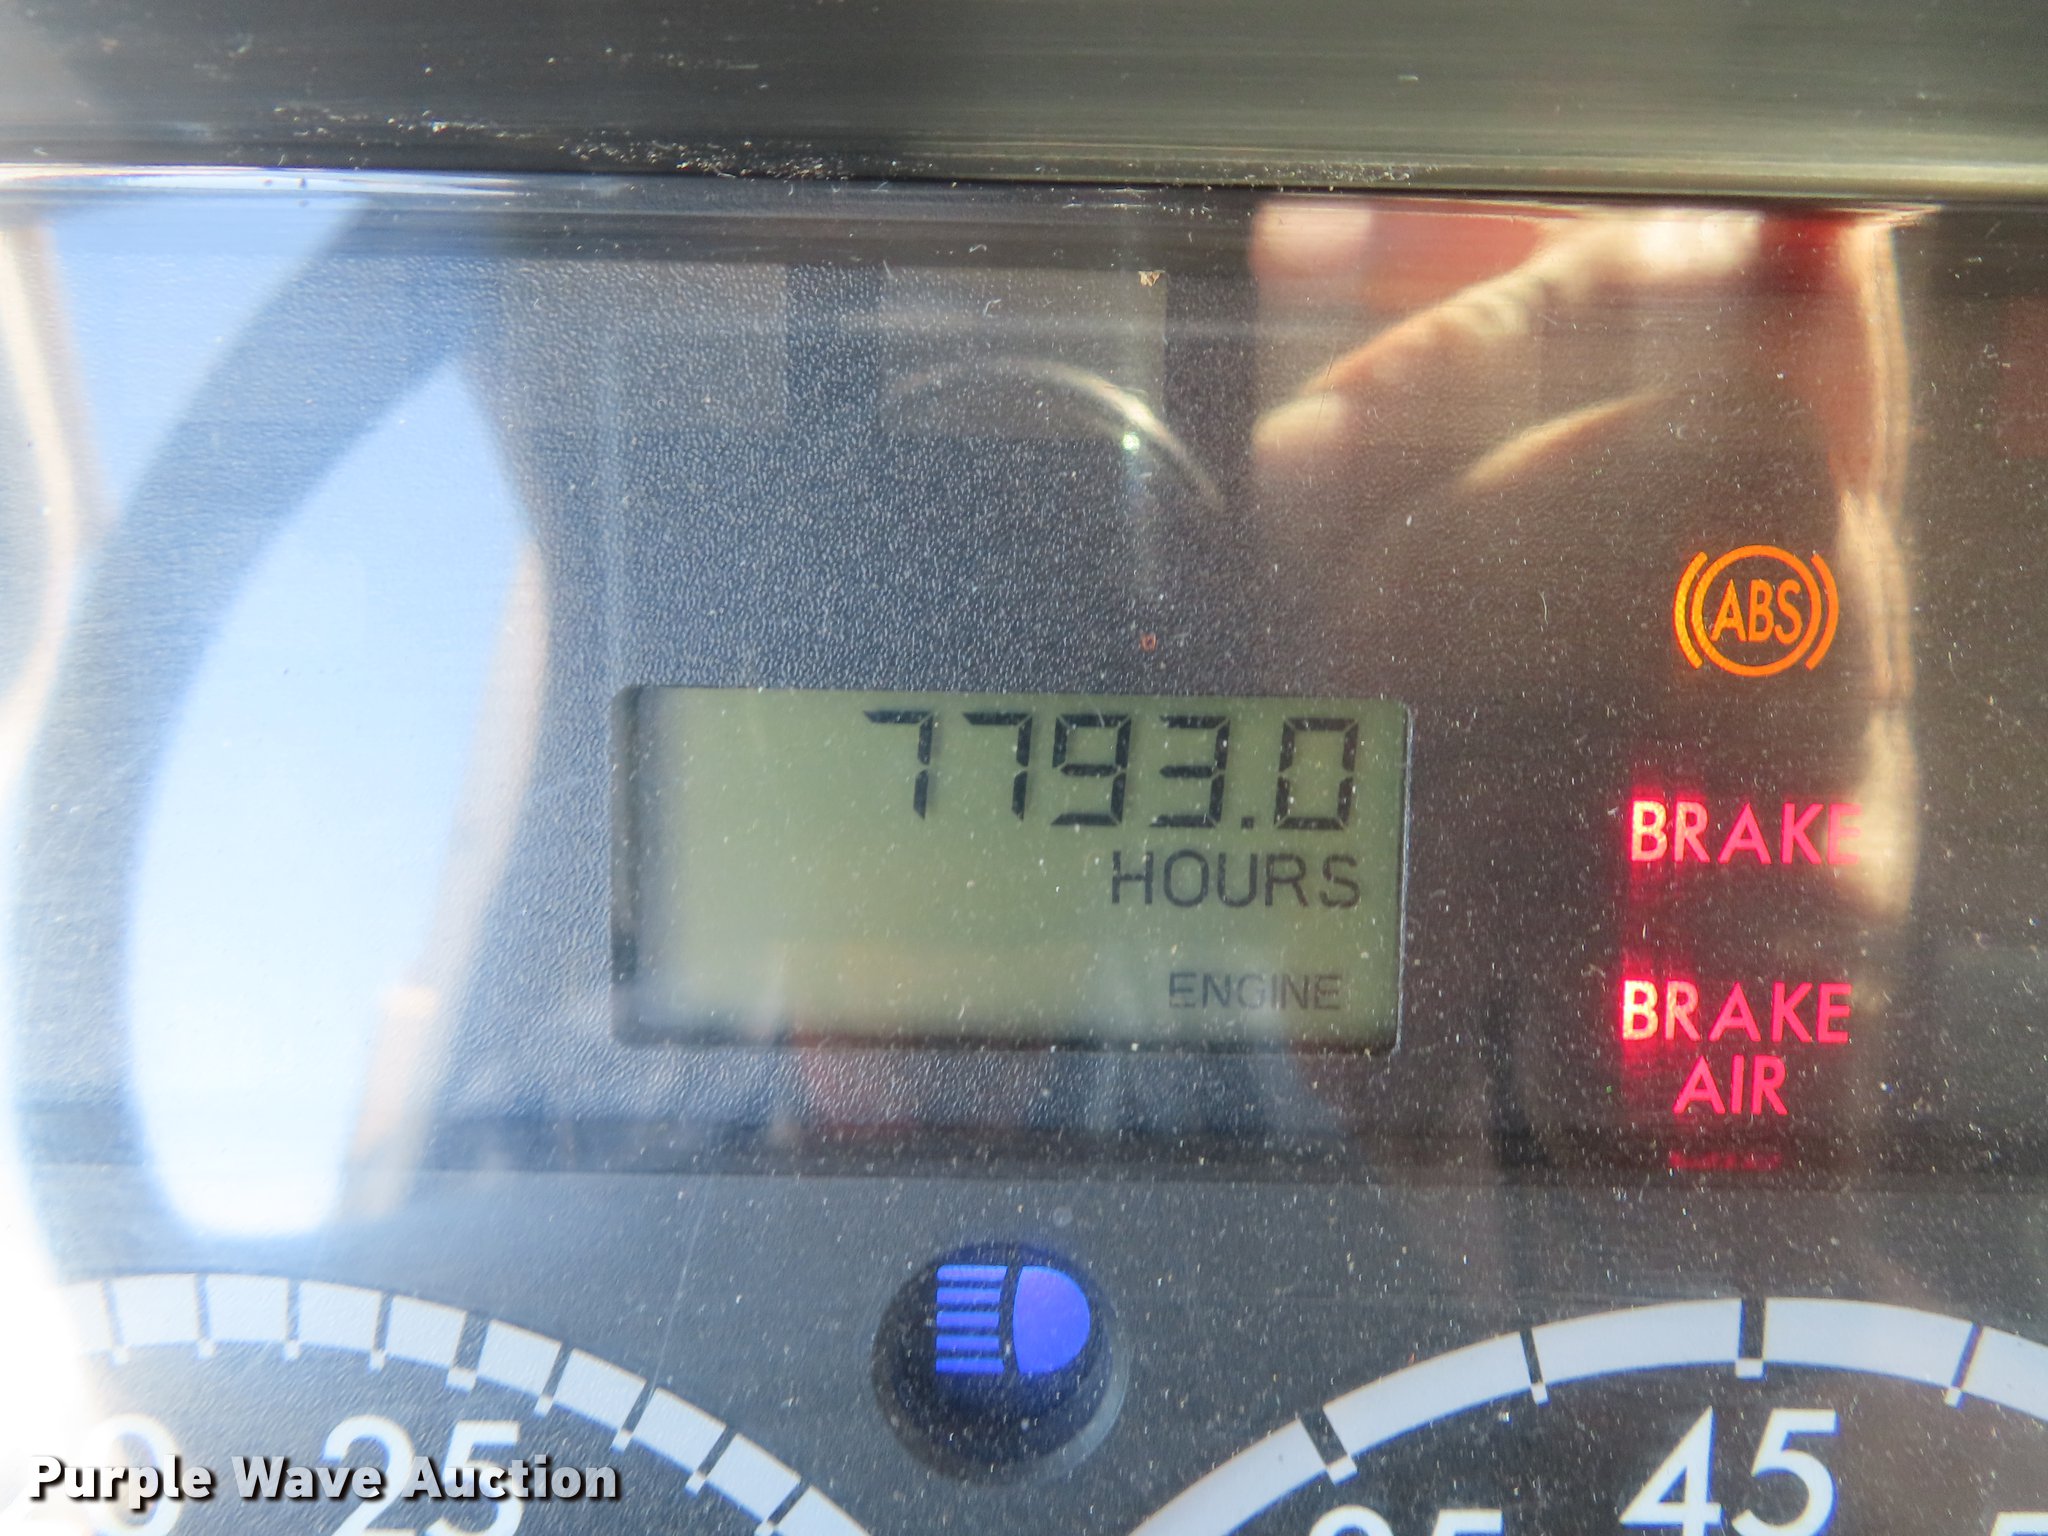 ABS
7793.0
HOURS
BRAKE
ENGINE
BRAKE
AIR
25
45
Purple Wave Auction